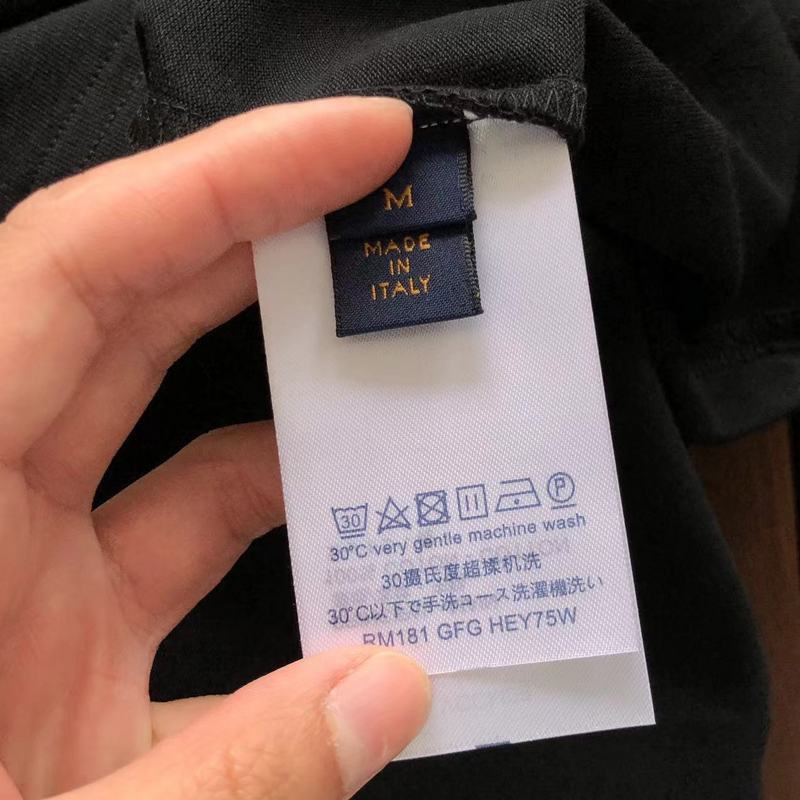 M
MADE
IN
ITALY
30
P
30℃ very gentle machine wash
30摄氏度超揉机洗
30℃以下で手洗コース洗濯機洗い
RM181 GFG HEY75W